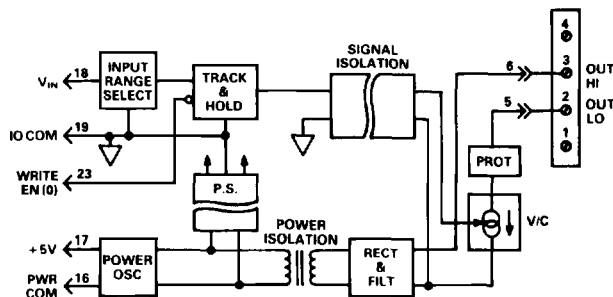 4
SIGNAL
ISOLATION
6
3
OUT
HI
18
VIN
INPUT
RANGE
SELECT
TRACK
&
HOLD
5
2
OUT
LO
19
IO COM
1
PROT
23
WRITE
EN (0)
P.S.
V/C
17
+5V
POWER
ISOLATION
POWER
OSC
RECT
&
FILT
16
PWR
COM